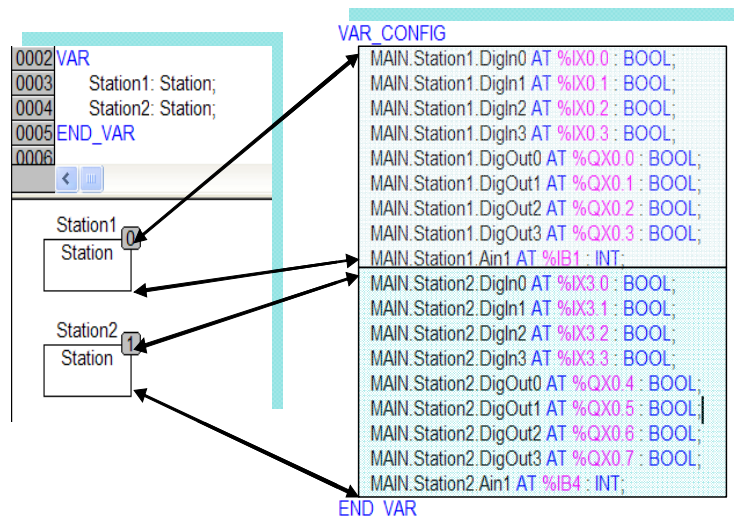 0002 VAR
0003 Station1: Station;
0004 Station2: Station;
0005 END_VAR
0006
Station1
0
Station
Station2
1
Station
VAR_CONFIG
MAIN.Station1.DigIn0 AT %IX0.0 : BOOL;
MAIN.Station1.DigIn1 AT %IX0.1 : BOOL;
MAIN.Station1.DigIn2 AT %IX0.2 : BOOL;
MAIN.Station1.DigIn3 AT %IX0.3 : BOOL;
MAIN.Station1.DigOut0 AT %QX0.0 : BOOL;
MAIN.Station1.DigOut1 AT %QX0.1 : BOOL;
MAIN.Station1.DigOut2 AT %QX0.2 : BOOL;
MAIN.Station1.DigOut3 AT %QX0.3 : BOOL;
MAIN.Station1.Ain1 AT %IB1 : INT;
MAIN.Station2.DigIn0 AT %IX3.0 : BOOL;
MAIN.Station2.DigIn1 AT %IX3.1 : BOOL;
MAIN.Station2.DigIn2 AT %IX3.2 : BOOL;
MAIN.Station2.DigIn3 AT %IX3.3 : BOOL;
MAIN.Station2.DigOut0 AT %QX0.4 : BOOL;
MAIN.Station2.DigOut1 AT %QX0.5 : BOOL;
MAIN.Station2.DigOut2 AT %QX0.6 : BOOL;
MAIN.Station2.DigOut3 AT %QX0.7 : BOOL;
MAIN.Station2.Ain1 AT %IB4 : INT;
END_VAR